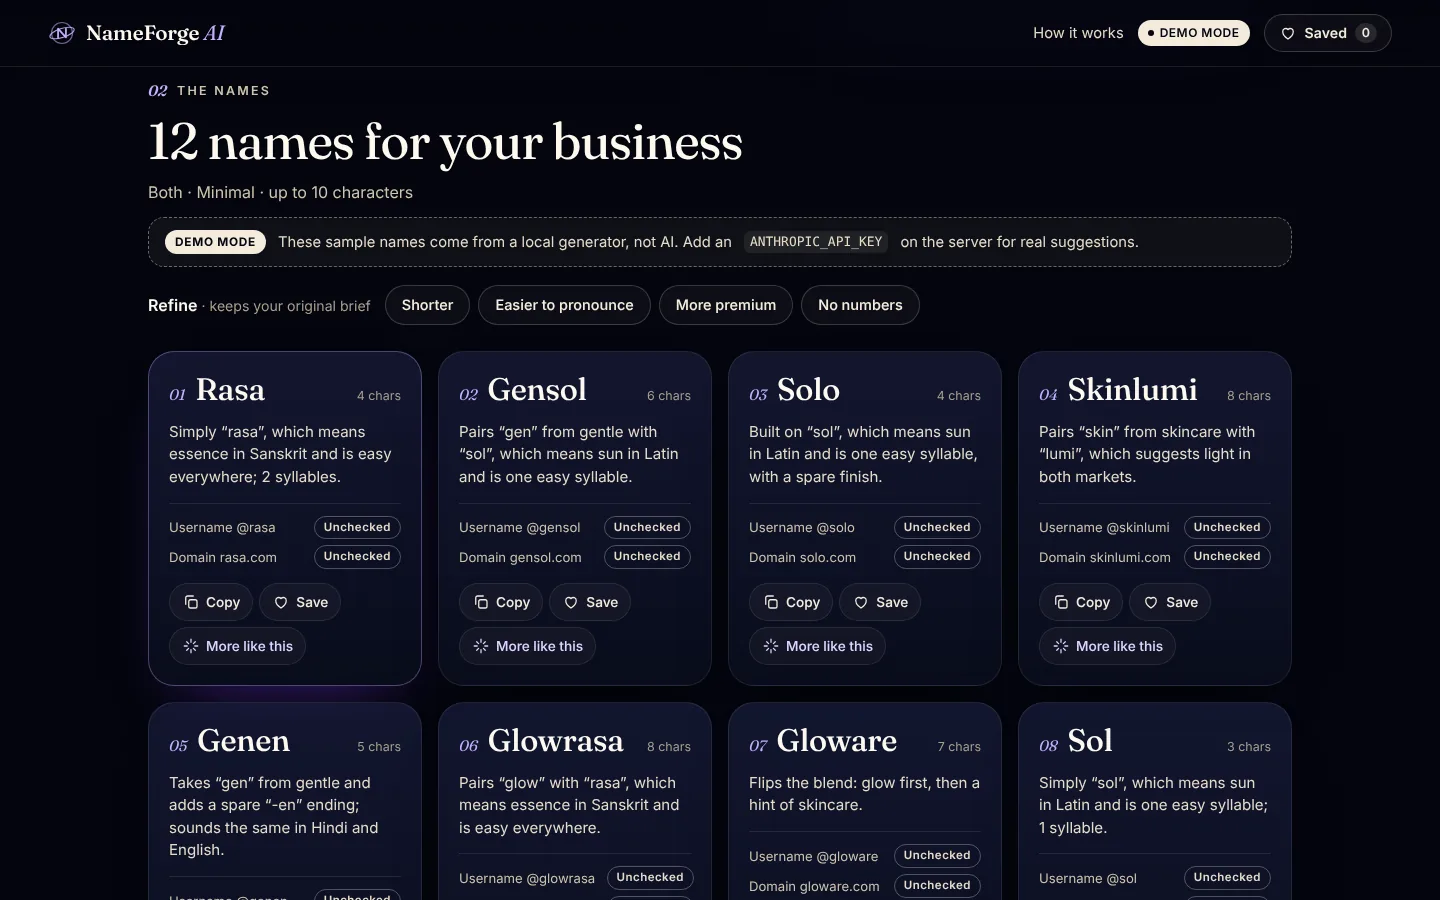 NameForge AI
How it works
DEMO MODE
Saved 0
02 THE NAMES
12 names for your business
Both · Minimal · up to 10 characters
DEMO MODE These sample names come from a local generator, not AI. Add an ANTHROPIC_API_KEY on the server for real suggestions.
Refine · keeps your original brief
Shorter
Easier to pronounce
More premium
No numbers
01 Rasa 4 chars
Simply “rasa”, which means
essence in Sanskrit and is easy
everywhere; 2 syllables.
Username @rasa Unchecked
Domain rasa.com Unchecked
Copy
Save
More like this
02 Gensol 6 chars
Pairs “gen” from gentle with
“sol”, which means sun in Latin
and is one easy syllable.
Username @gensol Unchecked
Domain gensol.com Unchecked
Copy
Save
More like this
03 Solo 4 chars
Built on “sol”, which means sun
in Latin and is one easy syllable,
with a spare finish.
Username @solo Unchecked
Domain solo.com Unchecked
Copy
Save
More like this
04 Skinlumi 8 chars
Pairs “skin” from skincare with
“lumi”, which suggests light in
both markets.
Username @skinlumi Unchecked
Domain skinlumi.com Unchecked
Copy
Save
More like this
05 Genen 5 chars
Takes “gen” from gentle and
adds a spare “-en” ending;
sounds the same in Hindi and
English.
Username @genen Unchecked
06 Glowrasa 8 chars
Pairs “glow” with “rasa”, which
means essence in Sanskrit and
is easy everywhere.
Username @glowrasa Unchecked
07 Gloware 7 chars
Flips the blend: glow first, then a
hint of skincare.
Username @gloware Unchecked
Domain gloware.com Unchecked
08 Sol 3 chars
Simply “sol”, which means sun
in Latin and is one easy syllable;
1 syllable.
Username @sol Unchecked